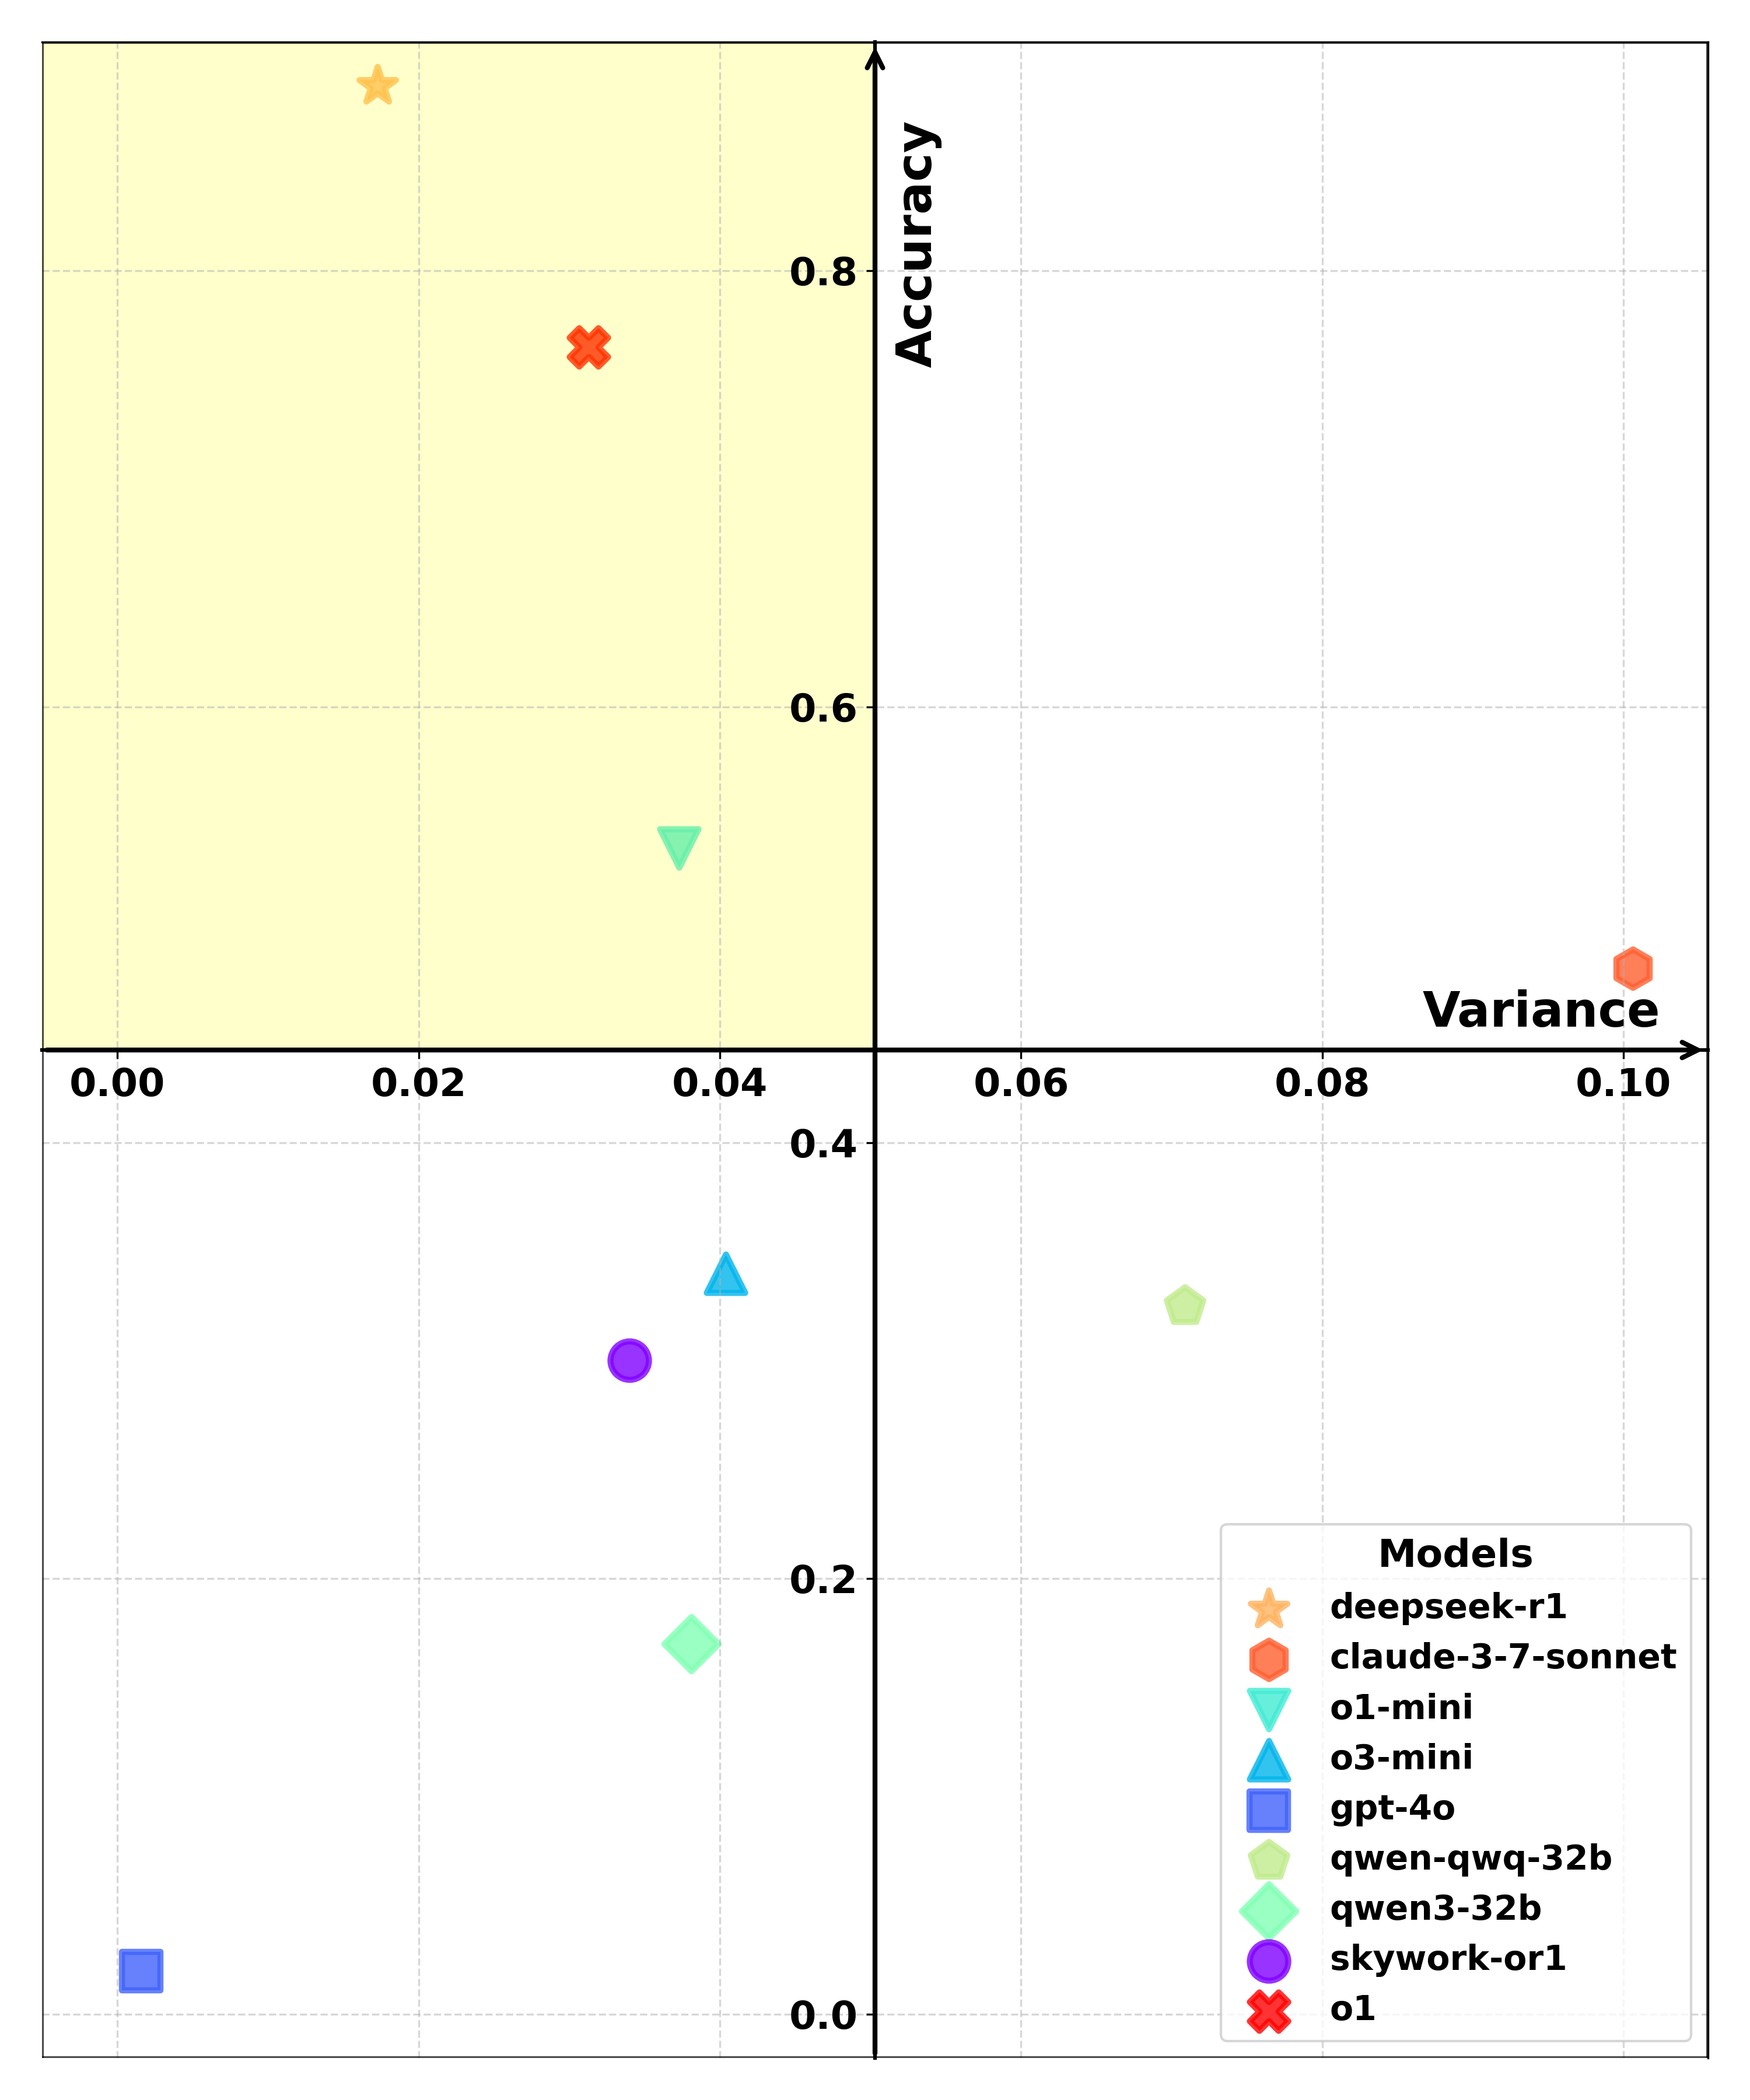 Accuracy
0.8
0.6
Variance
0.00 0.02 0.04 0.06 0.08 0.10
0.4
0.2
0.0
Models
deepseek-r1
claude-3-7-sonnet
o1-mini
o3-mini
gpt-4o
qwen-qwq-32b
qwen3-32b
skywork-or1
o1